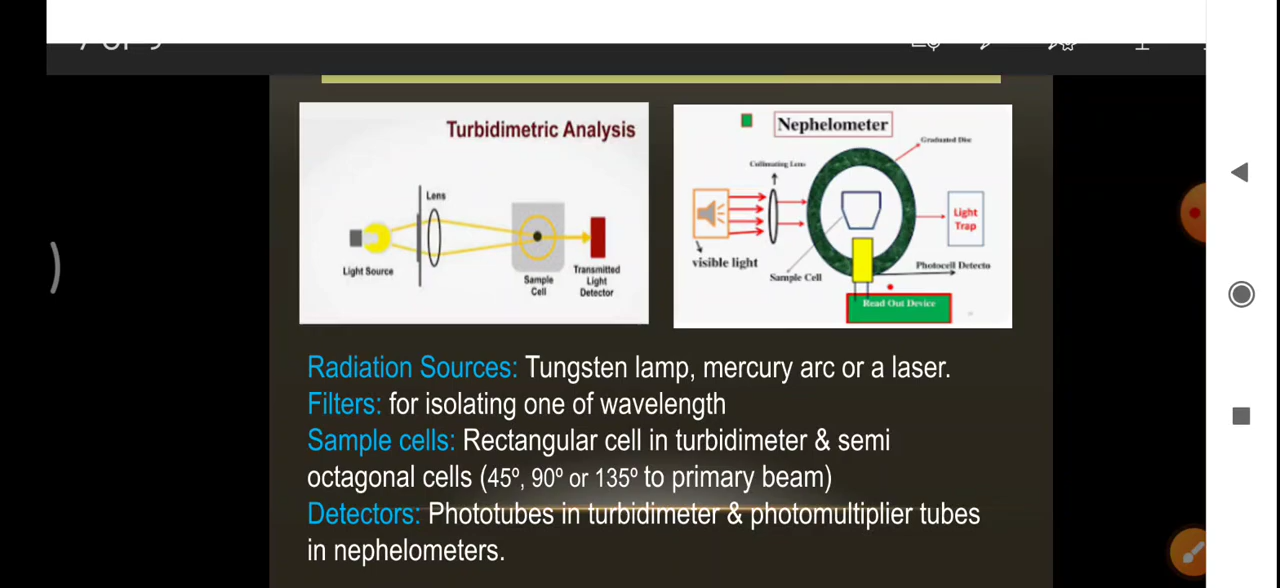 Turbidimetric Analysis
Lens
Light Source
Sample
Cell
Transmitted
Light
Detector
Nephelometer
Graduated Disc
Collimating Lens
Light
Trap
visible light
Sample Cell
Photocell Detecto
Read Out Device
Radiation Sources: Tungsten lamp, mercury arc or a laser.
Filters: for isolating one of wavelength
Sample cells: Rectangular cell in turbidimeter & semi
octagonal cells (45º, 90º or 135º to primary beam)
Detectors: Phototubes in turbidimeter & photomultiplier tubes
in nephelometers.